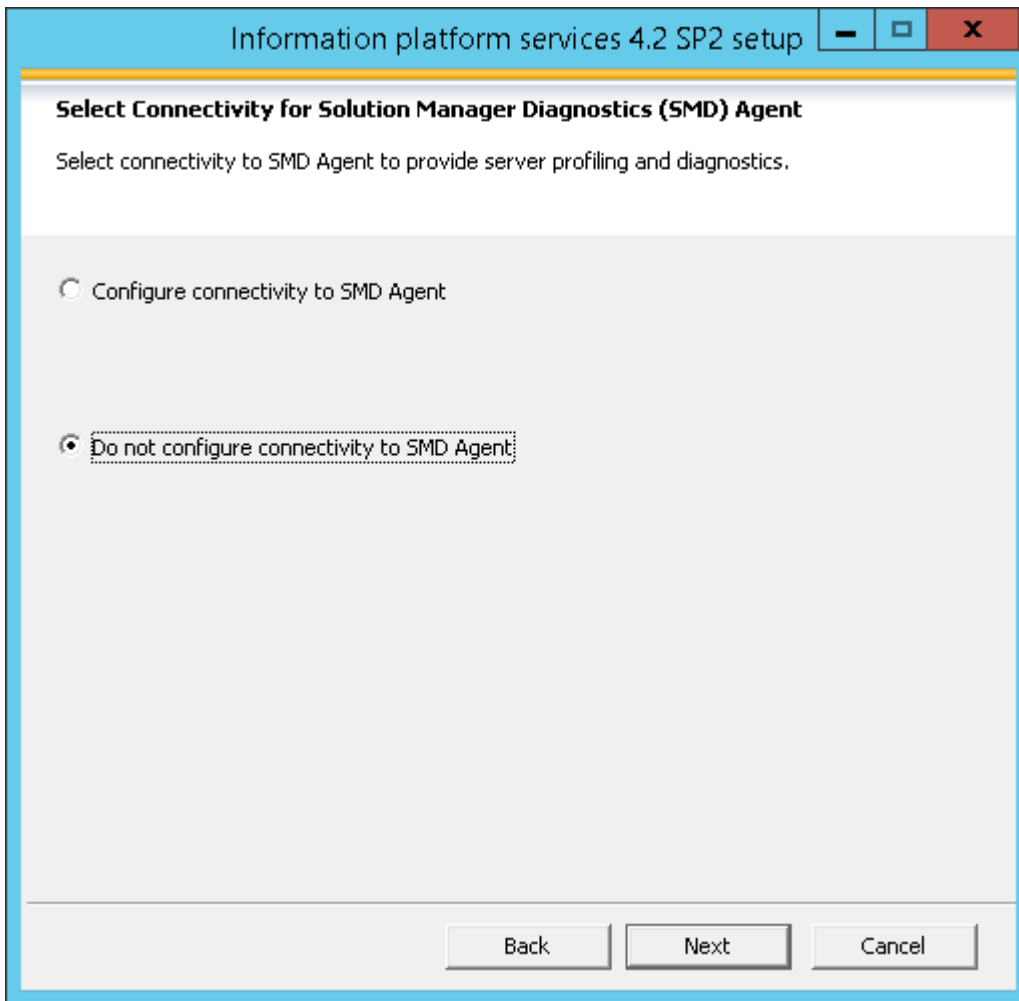 Information platform services 4.2 SP2 setup
Select Connectivity for Solution Manager Diagnostics (SMD) Agent
Select connectivity to SMD Agent to provide server profiling and diagnostics.
Configure connectivity to SMD Agent
Do not configure connectivity to SMD Agent
Back Next Cancel